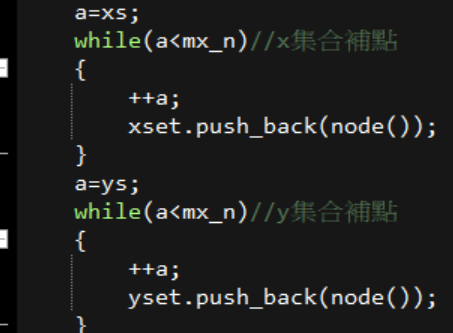 a=xs;
while(a<mx_n)//x集合補點
{
++a;
xset.push_back(node());
}
a=ys;
while(a<mx_n)//y集合補點
{
++a;
yset.push_back(node());
}